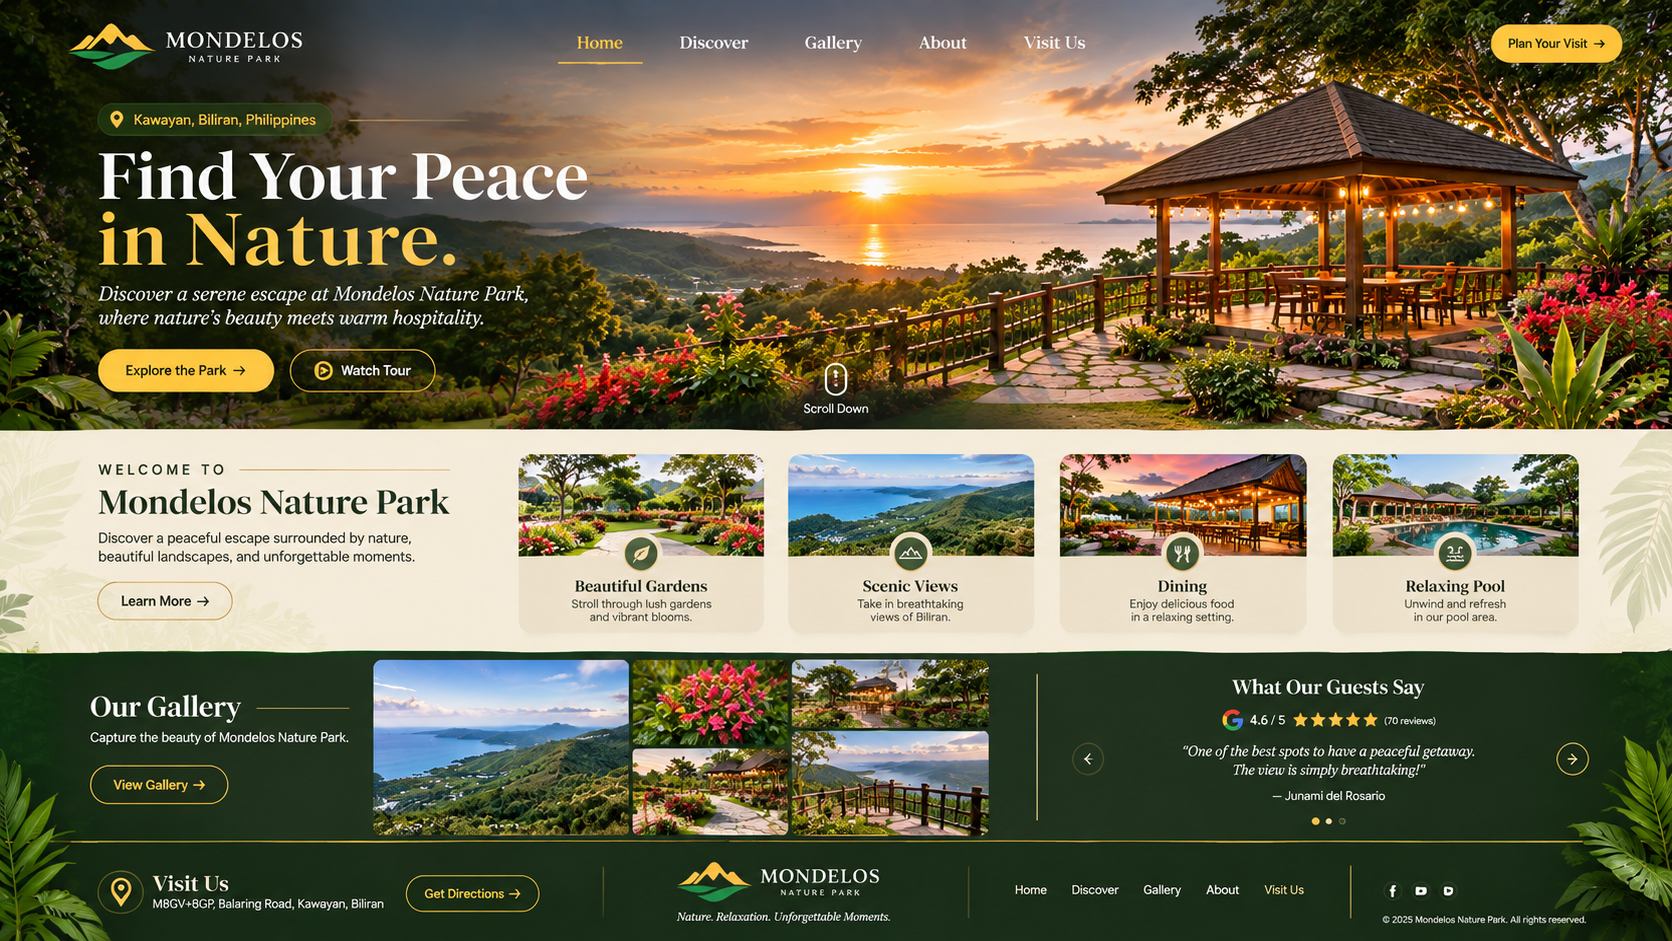 MONDELOS
NATURE PARK
Home
Discover
Gallery
About
Visit Us
Plan Your Visit →
Kawayan, Biliran, Philippines
Find Your Peace
in Nature.
Discover a serene escape at Mondelos Nature Park,
where nature's beauty meets warm hospitality.
Explore the Park →
Watch Tour
Scroll Down
WELCOME TO
Mondelos Nature Park
Discover a peaceful escape surrounded by nature,
beautiful landscapes, and unforgettable moments.
Learn More →
Beautiful Gardens
Stroll through lush gardens
and vibrant blooms.
Scenic Views
Take in breathtaking
views of Biliran.
Dining
Enjoy delicious food
in a relaxing setting.
Relaxing Pool
Unwind and refresh
in our pool area.
Our Gallery
Capture the beauty of Mondelos Nature Park.
View Gallery →
What Our Guests Say
G 4.6 / 5 ★★★★★ (70 reviews)
"One of the best spots to have a peaceful getaway.
The view is simply breathtaking!"
— Junami del Rosario
Visit Us
M8GV+8GP, Balaring Road, Kawayan, Biliran
Get Directions →
MONDELOS
NATURE PARK
Nature. Relaxation. Unforgettable Moments.
Home
Discover
Gallery
About
Visit Us
© 2025 Mondelos Nature Park. All rights reserved.